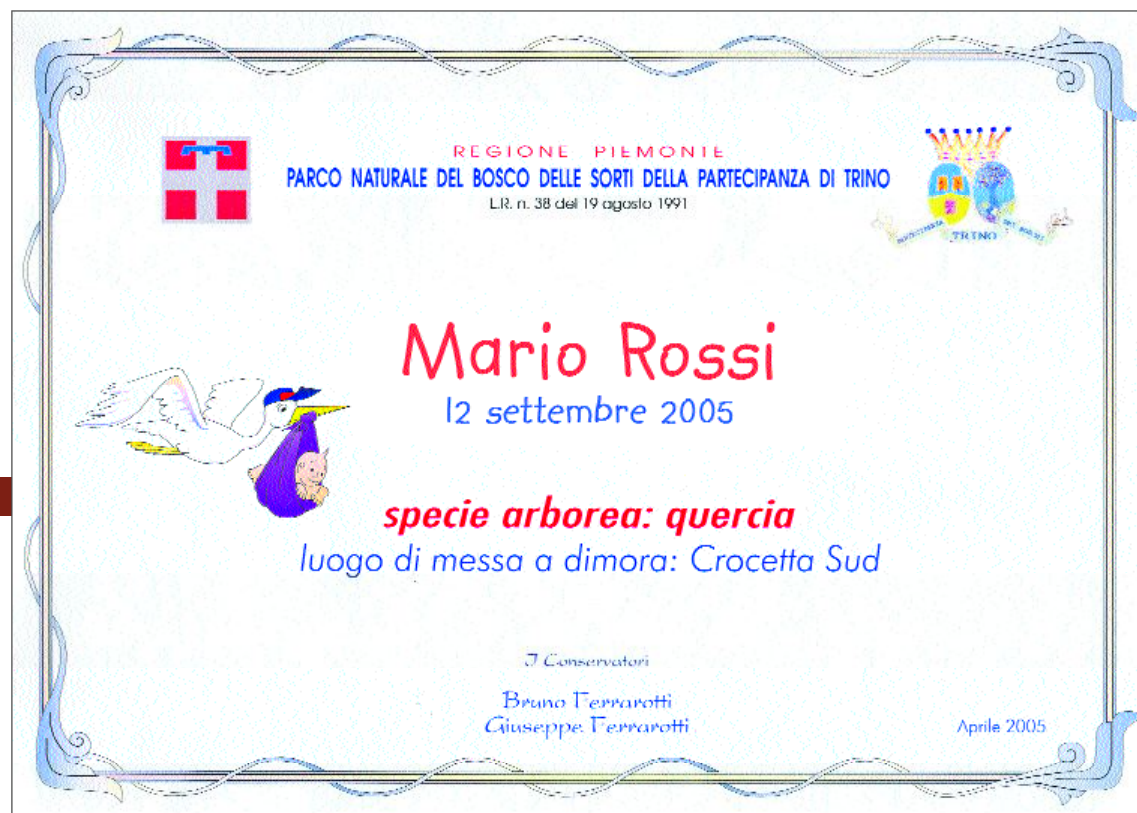 REGIONE PIEMONTE
PARCO NATURALE DEL BOSCO DELLE SORTI DELLA PARTECIPANZA DI TRINO
L.R. n. 38 del 19 agosto 1991
PARTECIPANZA TRINO
Mario Rossi
12 settembre 2005
specie arborea: quercia
luogo di messa a dimora: Crocetta Sud
I Conservatori
Bruno Ferrarotti
Giuseppe Ferrarotti
Aprile 2005